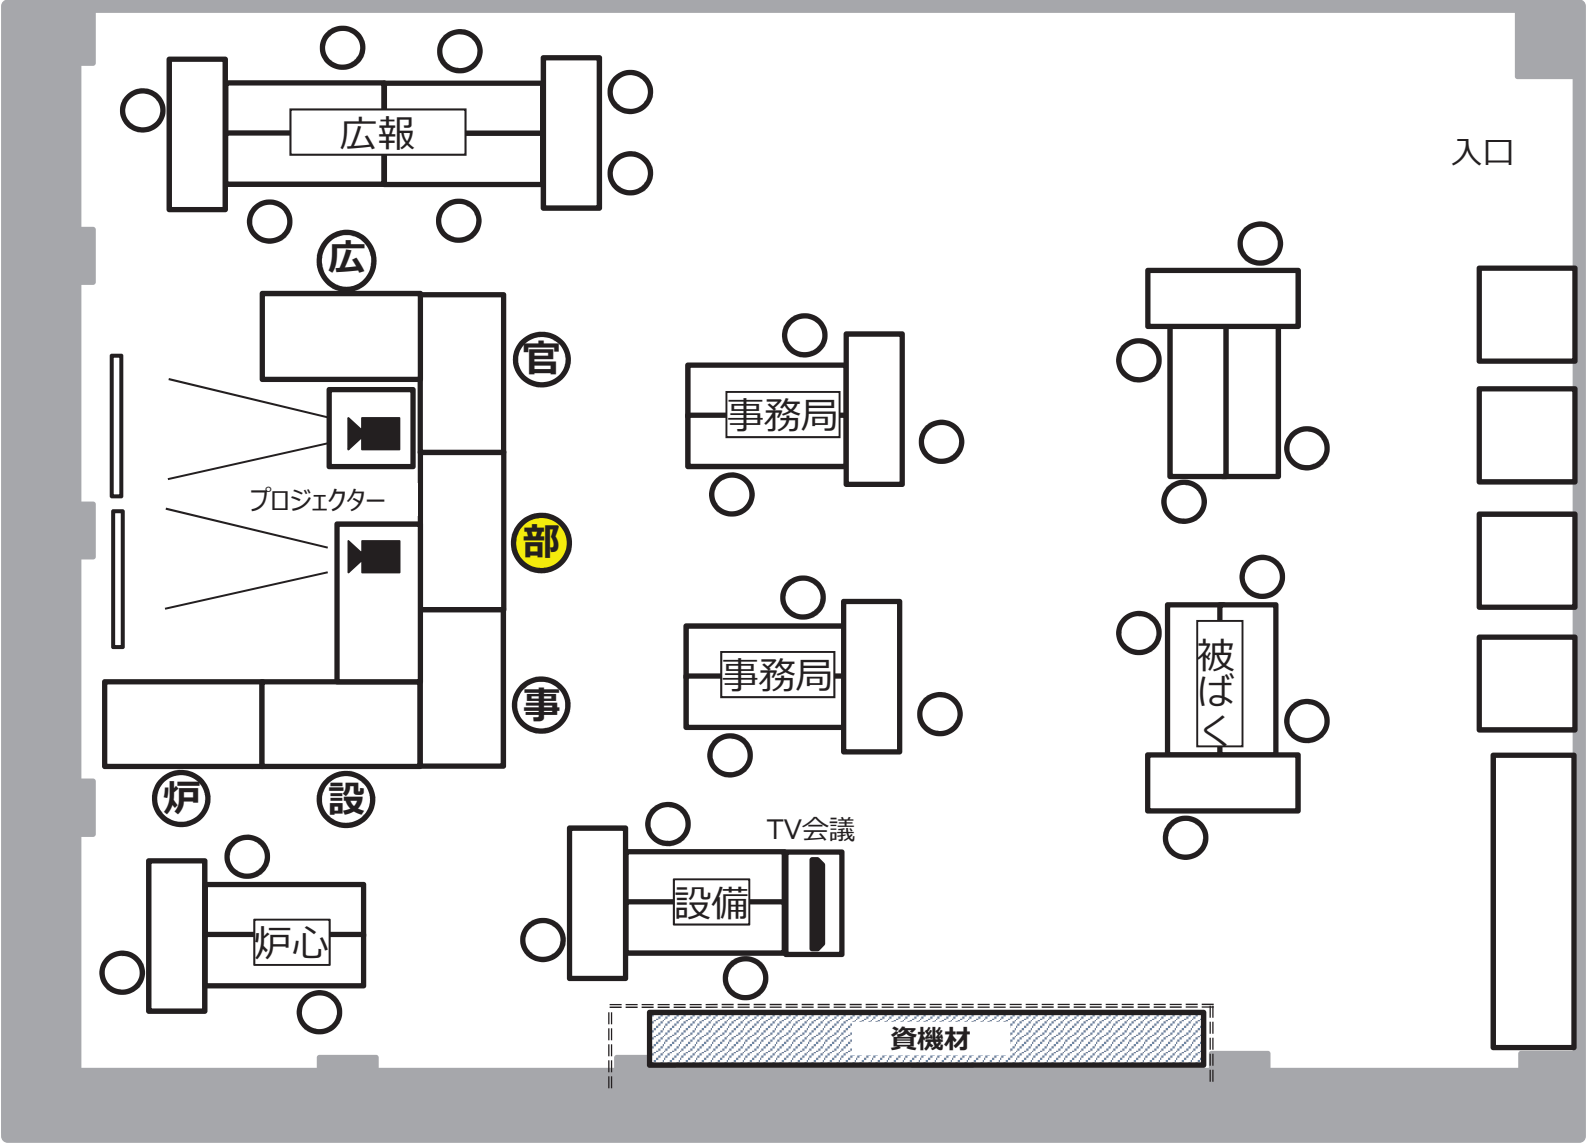 広報
入口
広
官
事務局
プロジェクター
部
事務局
被ばく
事
炉
設
TV会議
設備
炉心
資機材